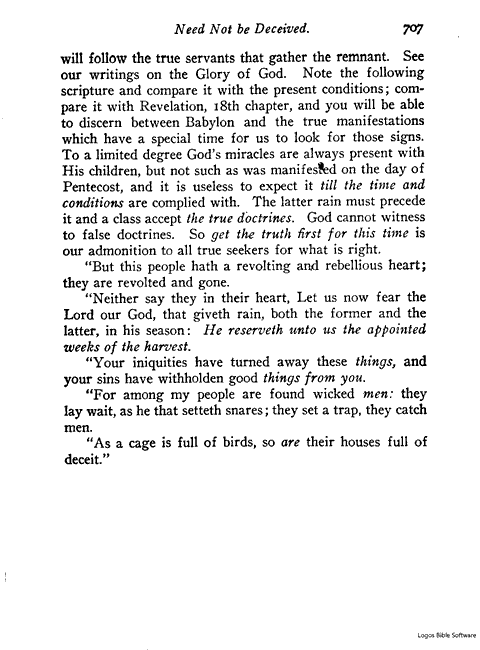 Need Not be Deceived. 707
will follow the true servants that gather the remnant. See
our writings on the Glory of God. Note the following
scripture and compare it with the present conditions; com-
pare it with Revelation, 18th chapter, and you will be able
to discern between Babylon and the true manifestations
which have a special time for us to look for those signs.
To a limited degree God's miracles are always present with
His children, but not such as was manifested on the day of
Pentecost, and it is useless to expect it till the time and
conditions are complied with. The latter rain must precede
it and a class accept the true doctrines. God cannot witness
to false doctrines. So get the truth first for this time is
our admonition to all true seekers for what is right.
"But this people hath a revolting and rebellious heart;
they are revolted and gone.
"Neither say they in their heart, Let us now fear the
Lord our God, that giveth rain, both the former and the
latter, in his season: He reserveth unto us the appointed
weeks of the harvest.
"Your iniquities have turned away these things, and
your sins have withholden good things from you.
"For among my people are found wicked men: they
lay wait, as he that setteth snares; they set a trap, they catch
men.
"As a cage is full of birds, so are their houses full of
deceit."
Logos Bible Software